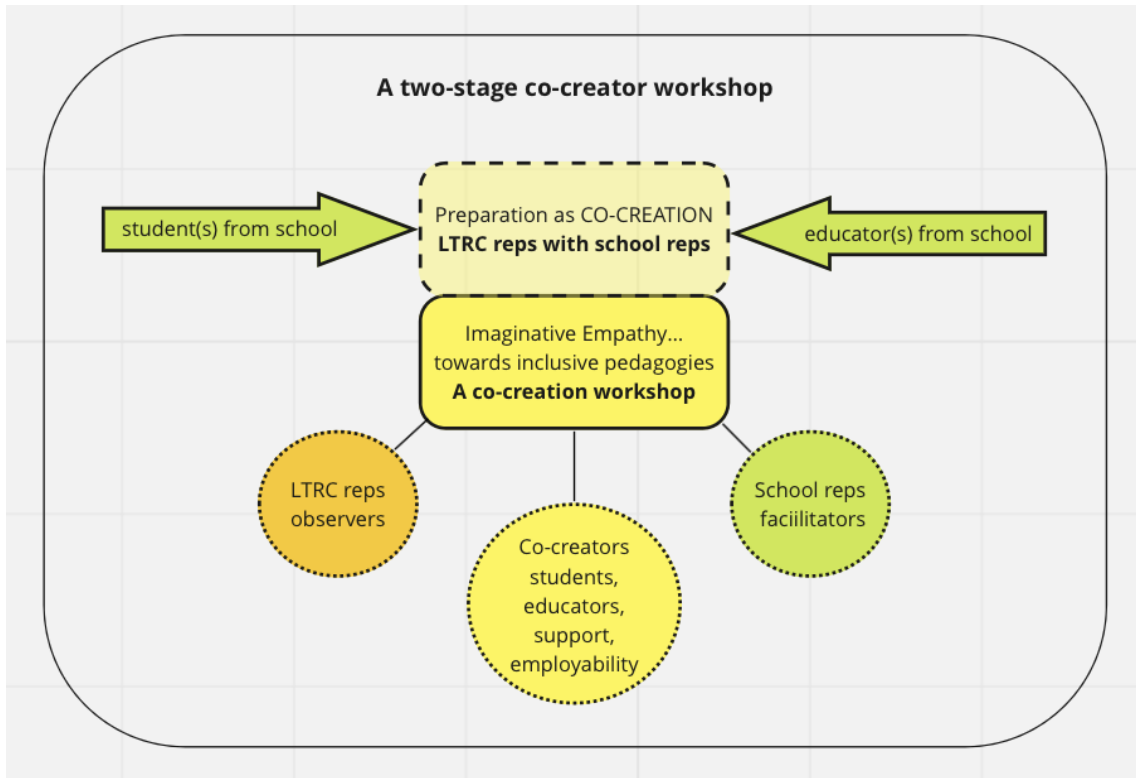 A two-stage co-creator workshop
student(s) from school
Preparation as CO-CREATION
LTRC reps with school reps
educator(s) from school
Imaginative Empathy...
towards inclusive pedagogies
A co-creation workshop
LTRC reps
observers
Co-creators
students,
educators,
support,
employability
School reps
faciilitators